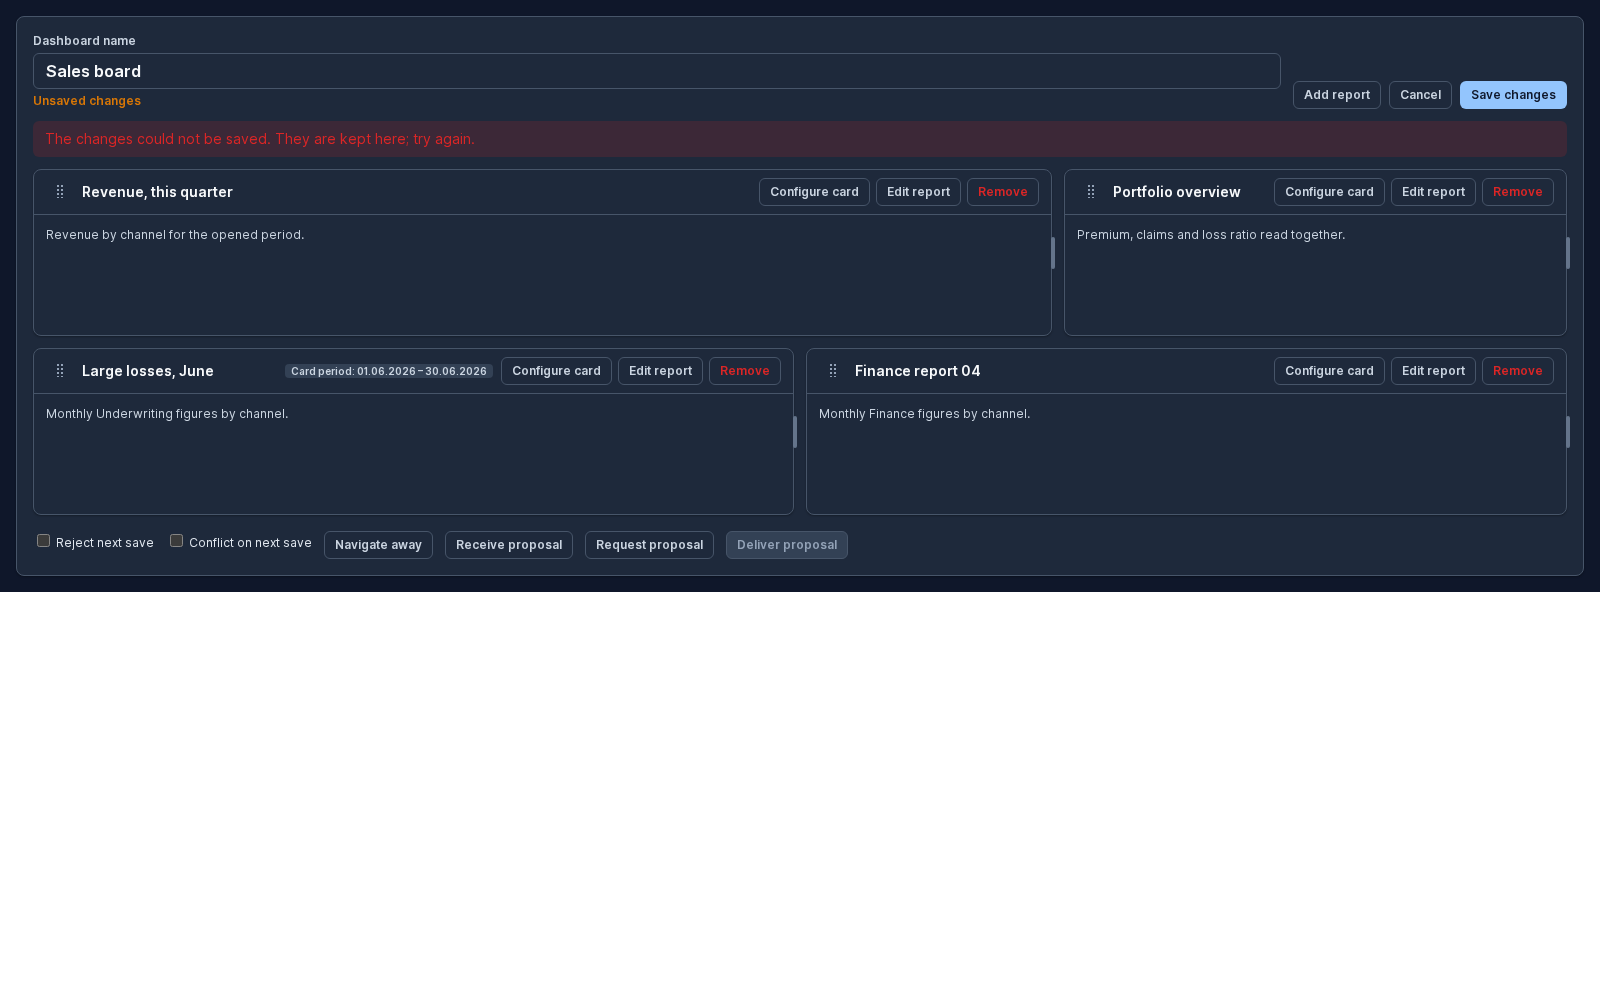 Dashboard name
Sales board
Unsaved changes
Add report
Cancel
Save changes
The changes could not be saved. They are kept here; try again.
Revenue, this quarter
Configure card
Edit report
Remove
Revenue by channel for the opened period.
Portfolio overview
Configure card
Edit report
Remove
Premium, claims and loss ratio read together.
Large losses, June
Card period: 01.06.2026 – 30.06.2026
Configure card
Edit report
Remove
Monthly Underwriting figures by channel.
Finance report 04
Configure card
Edit report
Remove
Monthly Finance figures by channel.
Reject next save
Conflict on next save
Navigate away
Receive proposal
Request proposal
Deliver proposal